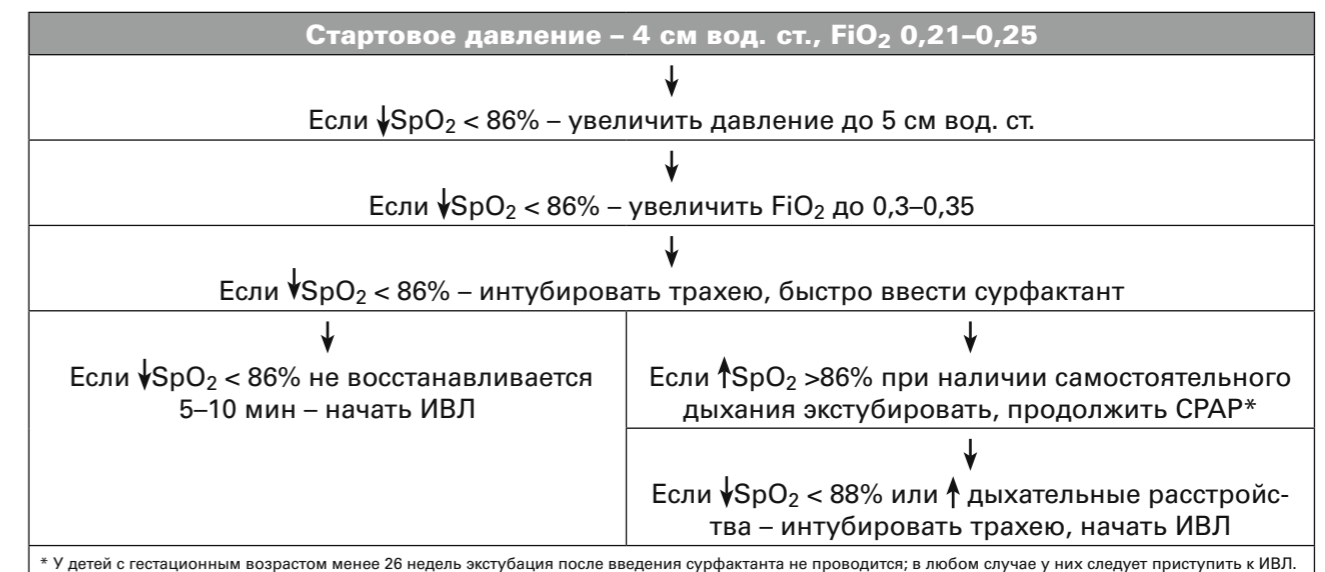 Стартовое давление – 4 см вод. ст., FiO₂ 0,21–0,25
↓
Если ↓SpO₂ < 86% – увеличить давление до 5 см вод. ст.
↓
Если ↓SpO₂ < 86% – увеличить FiO₂ до 0,3–0,35
↓
Если ↓SpO₂ < 86% – интубировать трахею, быстро ввести сурфактант
↓
Если ↓SpO₂ < 86% не восстанавливается
5–10 мин – начать ИВЛ
↓
Если ↑SpO₂ >86% при наличии самостоятельного
дыхания экстубировать, продолжить CPAP*
↓
Если ↓SpO₂ < 88% или ↑ дыхательные расстройс-
тва – интубировать трахею, начать ИВЛ
* У детей с гестационным возрастом менее 26 недель экстубация после введения сурфактанта не проводится; в любом случае у них следует приступить к ИВЛ.